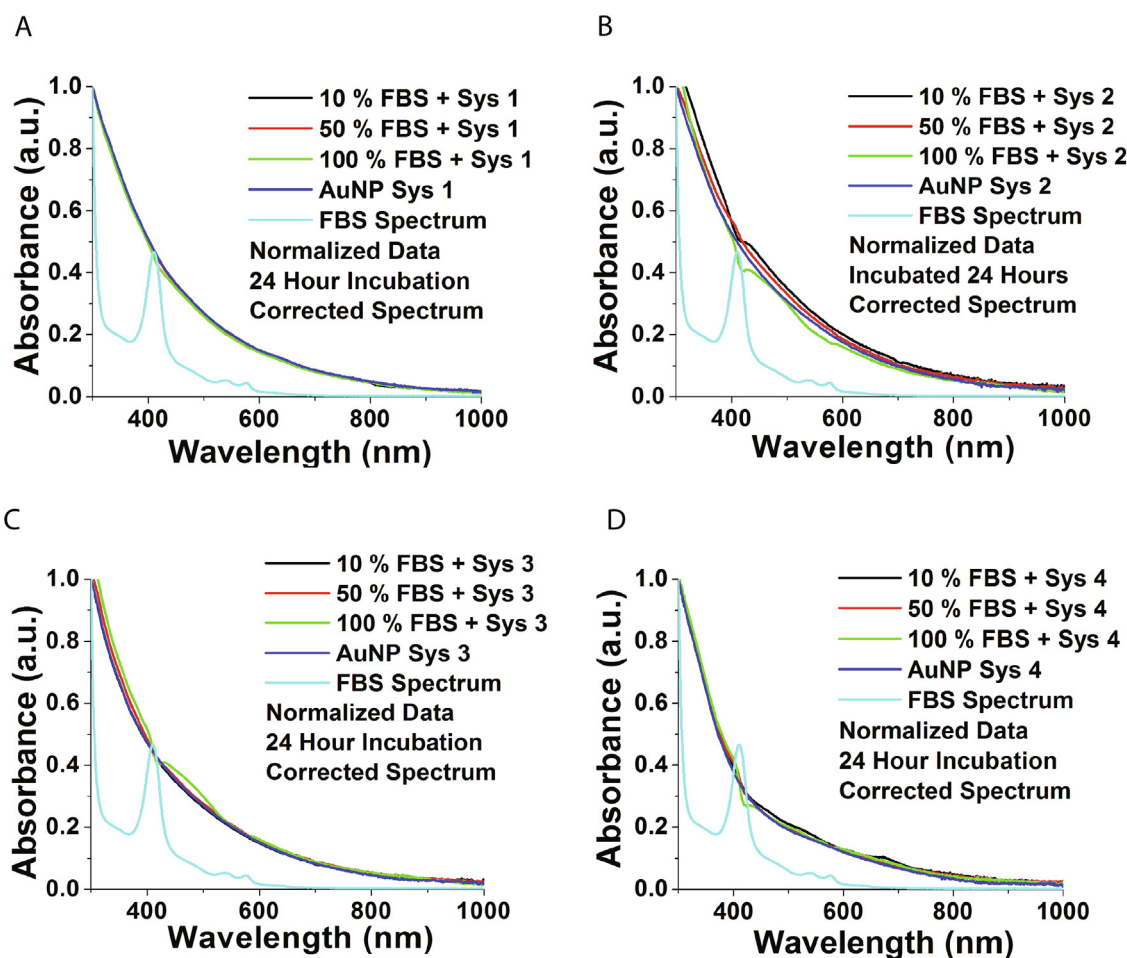 A
Absorbance (a.u.)
1.0
0.8
0.6
0.4
0.2
0.0
10 % FBS + Sys 1
50 % FBS + Sys 1
100 % FBS + Sys 1
AuNP Sys 1
FBS Spectrum
Normalized Data
24 Hour Incubation
Corrected Spectrum
400 600 800 1000
Wavelength (nm)
B
Absorbance (a.u.)
1.0
0.8
0.6
0.4
0.2
0.0
10 % FBS + Sys 2
50 % FBS + Sys 2
100 % FBS + Sys 2
AuNP Sys 2
FBS Spectrum
Normalized Data
Incubated 24 Hours
Corrected Spectrum
400 600 800 1000
Wavelength (nm)
C
Absorbance (a.u.)
1.0
0.8
0.6
0.4
0.2
0.0
10 % FBS + Sys 3
50 % FBS + Sys 3
100 % FBS + Sys 3
AuNP Sys 3
FBS Spectrum
Normalized Data
24 Hour Incubation
Corrected Spectrum
400 600 800 1000
Wavelength (nm)
D
Absorbance (a.u.)
1.0
0.8
0.6
0.4
0.2
0.0
10 % FBS + Sys 4
50 % FBS + Sys 4
100 % FBS + Sys 4
AuNP Sys 4
FBS Spectrum
Normalized Data
24 Hour Incubation
Corrected Spectrum
400 600 800 1000
Wavelength (nm)